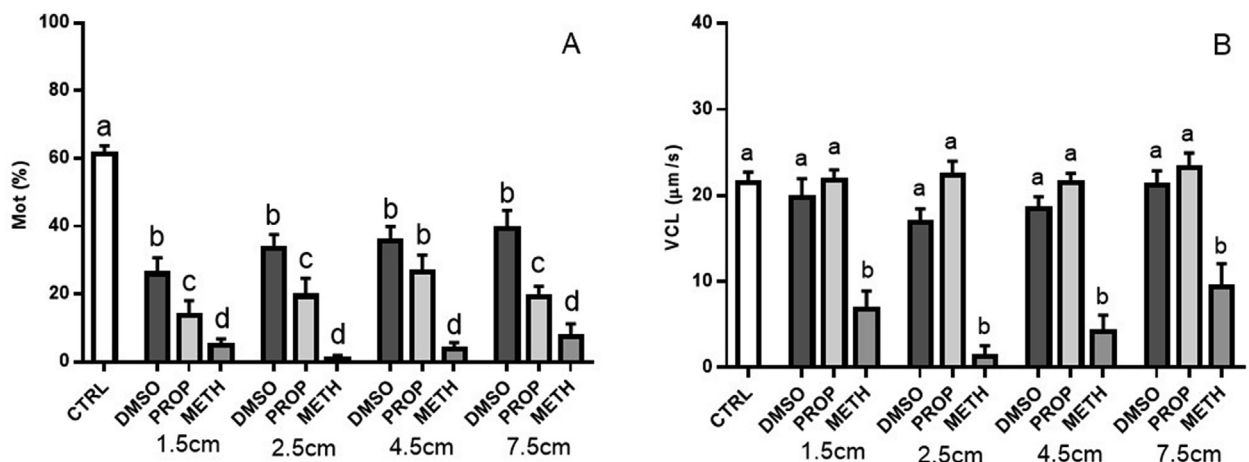 A
Mot (%)
100
80
60
40
20
0
a
b
c
d
b
c
d
b
b
d
b
c
d
CTRL
DMSO
PROP
METH
DMSO
PROP
METH
DMSO
PROP
METH
DMSO
PROP
METH
1.5cm
2.5cm
4.5cm
7.5cm
B
VCL (μm/s)
40
30
20
10
0
a
a
a
b
a
a
b
a
a
b
a
a
b
CTRL
DMSO
PROP
METH
DMSO
PROP
METH
DMSO
PROP
METH
DMSO
PROP
METH
1.5cm
2.5cm
4.5cm
7.5cm